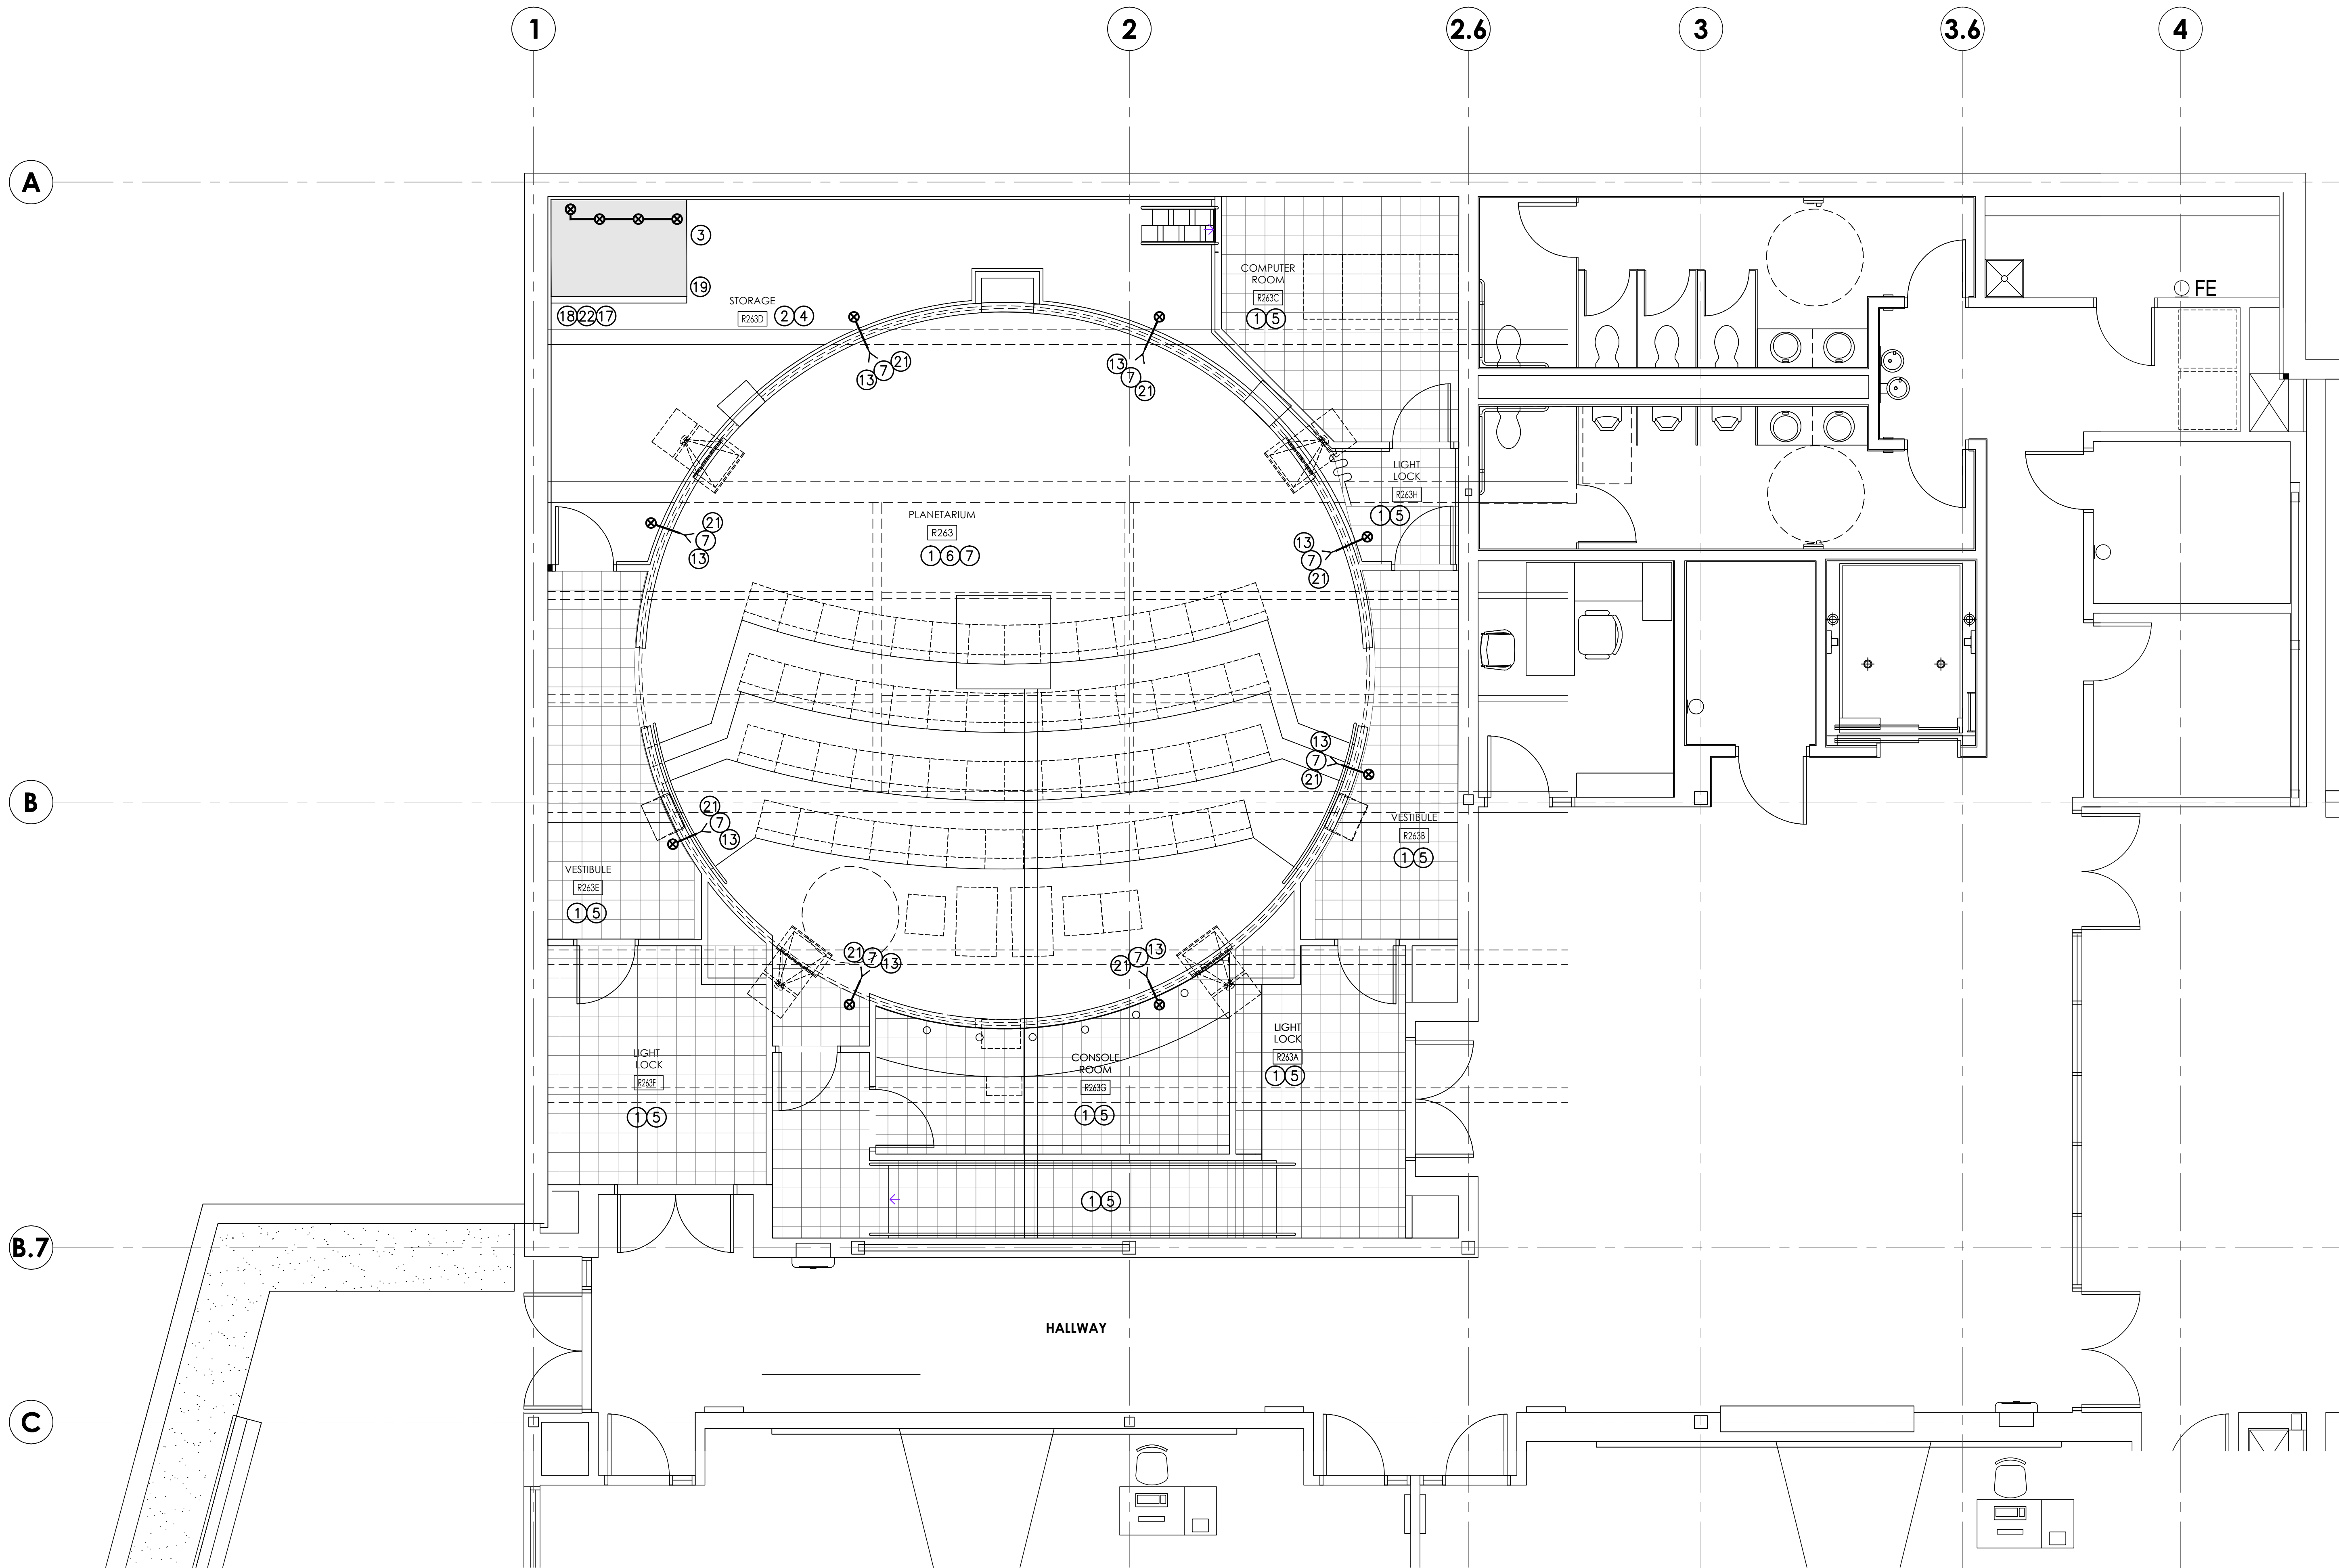 1
2
2.6
3
3.6
4
A
3
19
18 22 17
STORAGE
R263D
2 4
COMPUTER
ROOM
R263C
1 5
FE
13 7 21
13
7
21
LIGHT
LOCK
R263H
1 5
PLANETARIUM
R263
1 6 7
21
7
13
13
7
21
13
7
21
B
21
7
13
VESTIBULE
R263B
1 5
VESTIBULE
R263E
1 5
21 7 13
21 7 13
LIGHT
LOCK
R263F
1 5
CONSOLE
ROOM
R263G
1 5
LIGHT
LOCK
R263A
1 5
1 5
B.7
HALLWAY
C